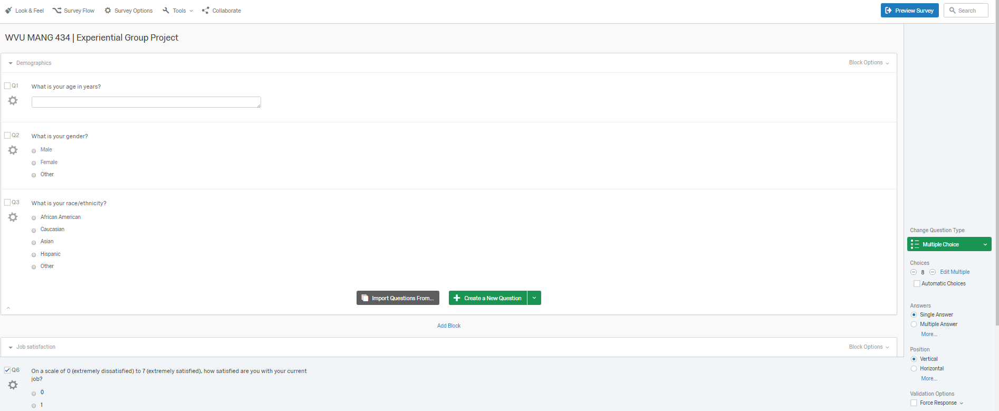 Look & Feel Survey Flow Survey Options Tools Collaborate Preview Survey Search
WVU MANG 434 | Experiential Group Project
Demographics Block Options
Q1 What is your age in years?
Q2 What is your gender?
Male
Female
Other
Q3 What is your race/ethnicity?
African American
Caucasian
Asian
Hispanic
Other
Import Questions From... Create a New Question
Add Block
Job satisfaction Block Options
Q6 On a scale of 0 (extremely dissatisfied) to 7 (extremely satisfied), how satisfied are you with your current
job?
0
1
Change Question Type
Multiple Choice
Choices
8 Edit Multiple
Automatic Choices
Answers
Single Answer
Multiple Answer
More...
Position
Vertical
Horizontal
More...
Validation Options
Force Response